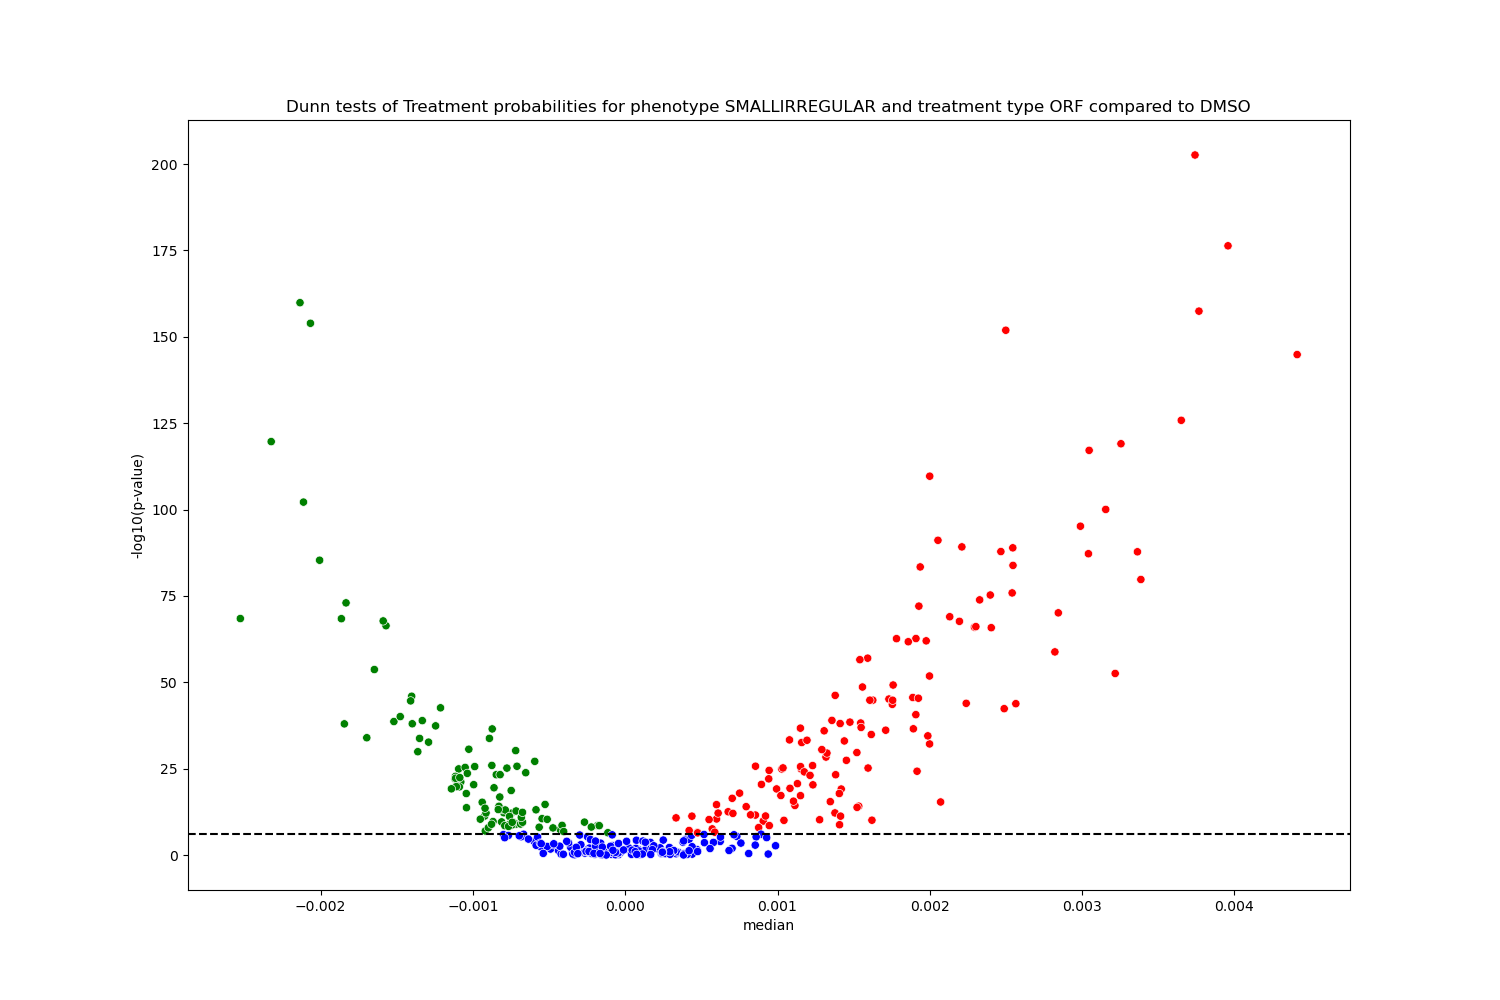 Dunn tests of Treatment probabilities for phenotype SMALLIRREGULAR and treatment type ORF compared to DMSO
200
175
150
125
100
75
50
25
0
-log10(p-value)
−0.002 −0.001 0.000 0.001 0.002 0.003 0.004
median